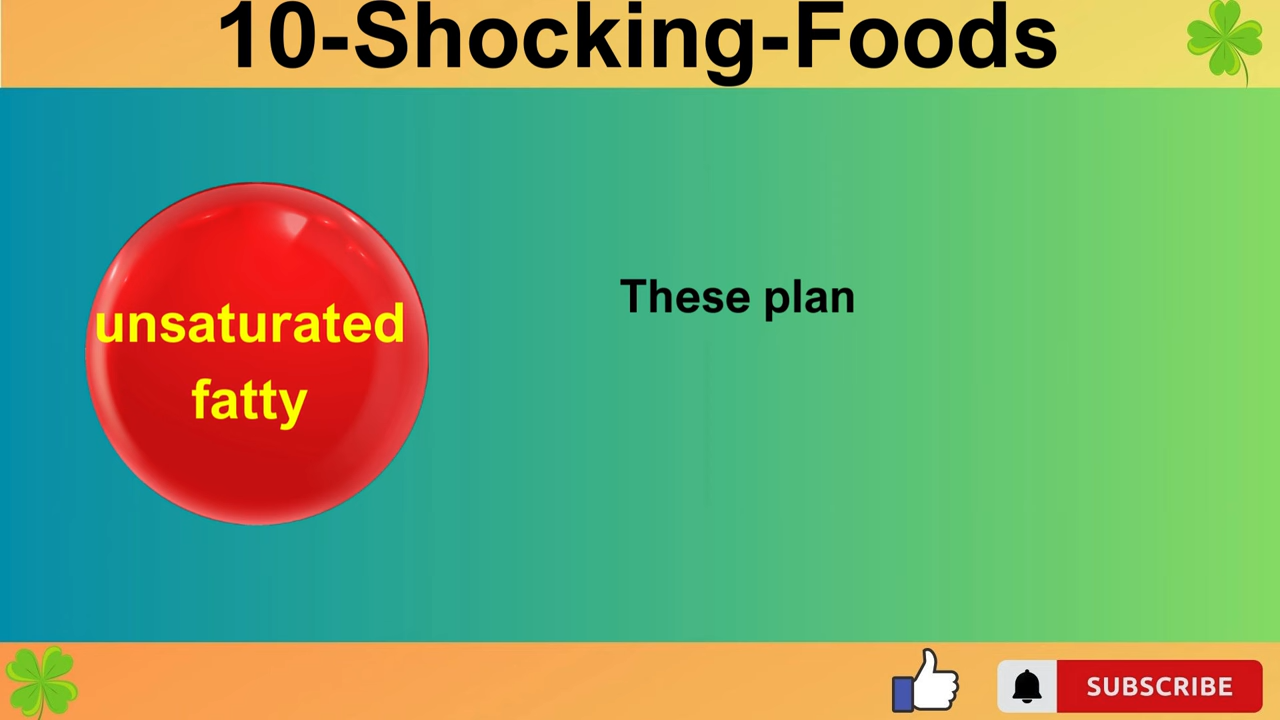 10-Shocking-Foods
unsaturated
fatty
These plan
SUBSCRIBE